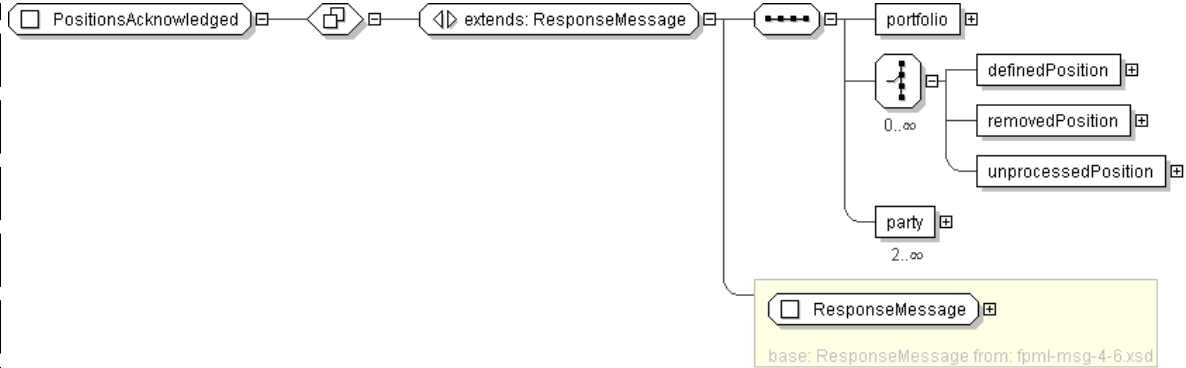 PositionsAcknowledged
extends: ResponseMessage
portfolio
definedPosition
0..∞
removedPosition
unprocessedPosition
party
2..∞
ResponseMessage
base: ResponseMessage from: fpml-msg-4-6.xsd